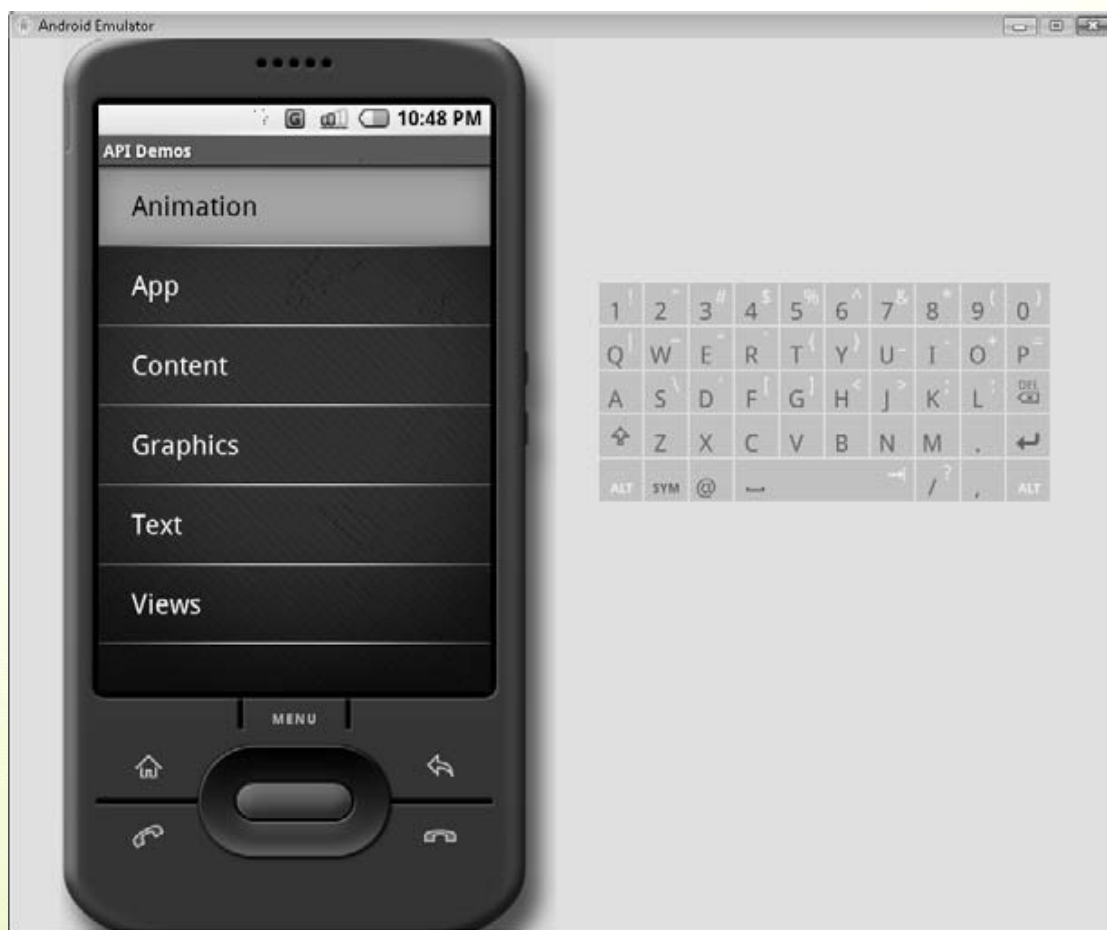 Android Emulator
G 10:48 PM
API Demos
Animation
App
Content
Graphics
Text
Views
MENU
1 ! 2 " 3 # 4 $ 5 % 6 ^ 7 & 8 * 9 ( 0 )
Q | W ~ E " R ` T { Y } U _ I - O + P =
A S \ D ' F [ G ] H < J > K ; L : DEL
Z X C V B N M .
ALT SYM @ / ? , ALT